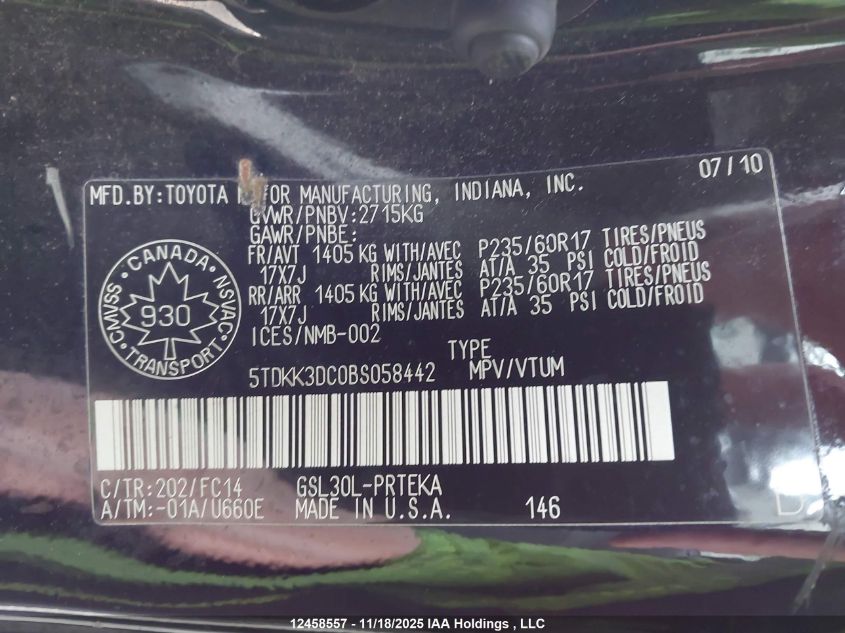 07/10
MFD.BY:TOYOTA MOTOR MANUFACTURING, INDIANA, INC.
GVWR/PNBV:2715KG
GAWR/PNBE:
FR/AVT 1405 KG WITH/AVEC P235/60R17 TIRES/PNEUS
17X7J RIMS/JANTES AT/A 35 PSI COLD/FROID
RR/ARR 1405 KG WITH/AVEC P235/60R17 TIRES/PNEUS
17X7J RIMS/JANTES AT/A 35 PSI COLD/FROID
ICES/NMB-002
CANADA
CMVSS
NSVAC
930
TRANSPORT
TYPE
5TDKK3DC0BS058442 MPV/VTUM
C/TR:202/FC14 GSL30L-PRTEKA
A/TM:-01A/U660E MADE IN U.S.A. 146
12458557 - 11/18/2025 IAA Holdings , LLC